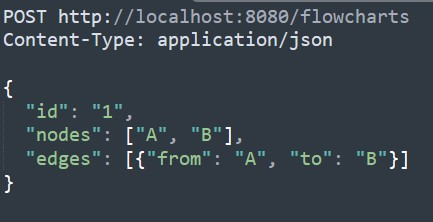 POST http://localhost:8080/flowcharts
Content-Type: application/json
{
"id": "1",
"nodes": ["A", "B"],
"edges": [{"from": "A", "to": "B"}]
}